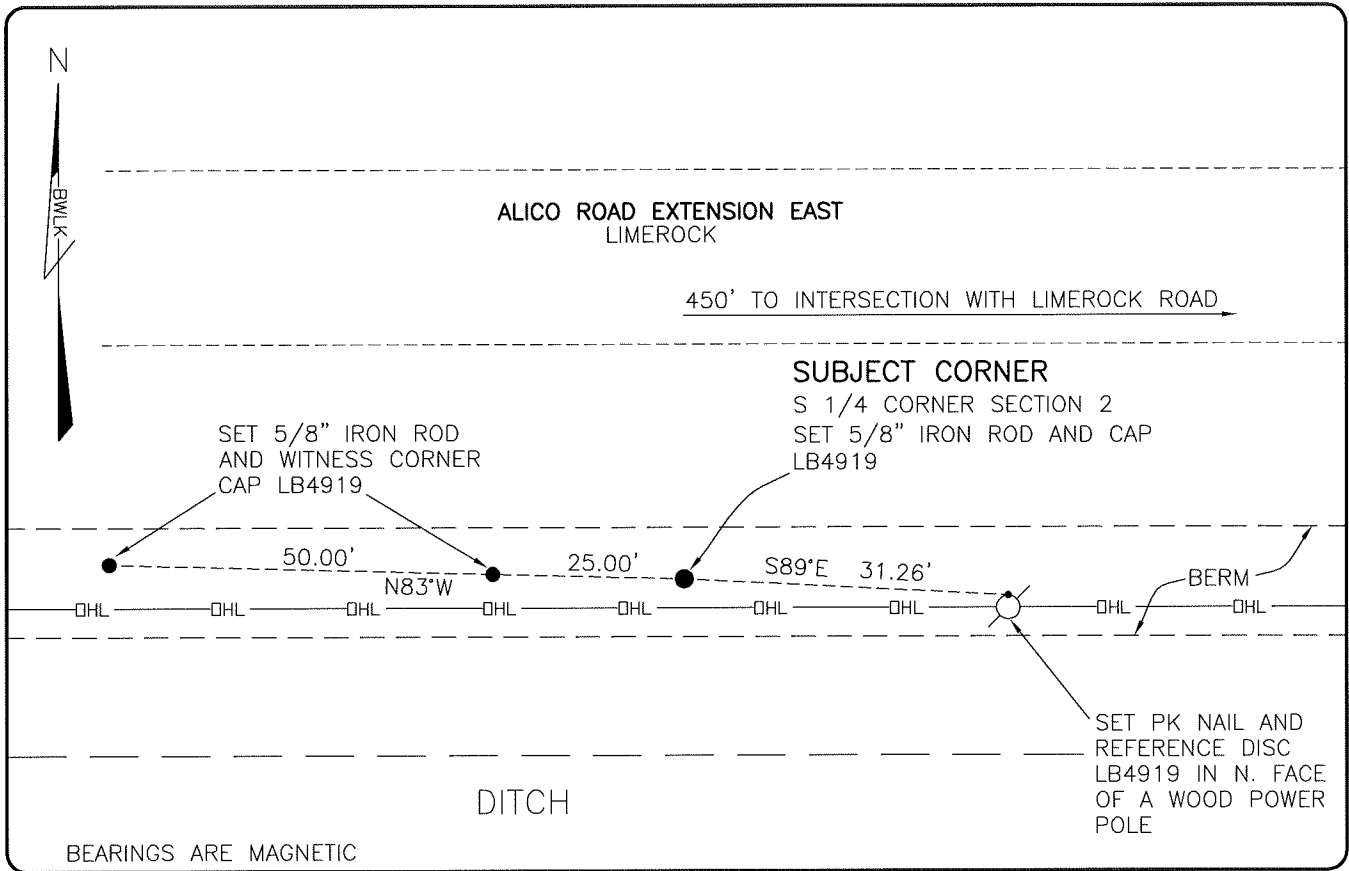 N
BWLK
ALICO ROAD EXTENSION EAST
LIMEROCK
450' TO INTERSECTION WITH LIMEROCK ROAD
SUBJECT CORNER
S 1/4 CORNER SECTION 2
SET 5/8" IRON ROD AND CAP
LB4919
SET 5/8" IRON ROD
AND WITNESS CORNER
CAP LB4919
50.00'
N83°W
25.00'
S89°E 31.26'
BERM
OHL OHL OHL OHL OHL OHL OHL OHL OHL
SET PK NAIL AND
REFERENCE DISC
LB4919 IN N. FACE
OF A WOOD POWER
POLE
DITCH
BEARINGS ARE MAGNETIC